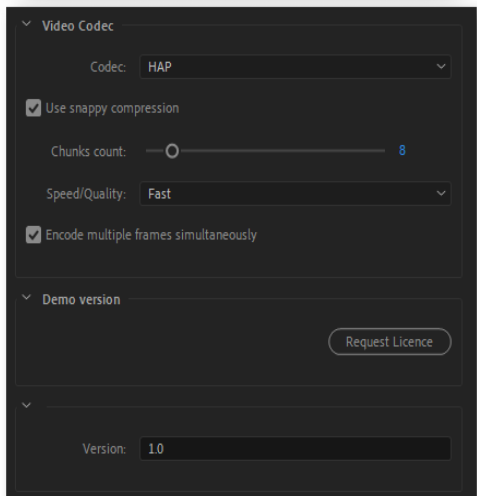 Video Codec
Codec: HAP
Use snappy compression
Chunks count: 8
Speed/Quality: Fast
Encode multiple frames simultaneously
Demo version
Request Licence
Version: 1.0